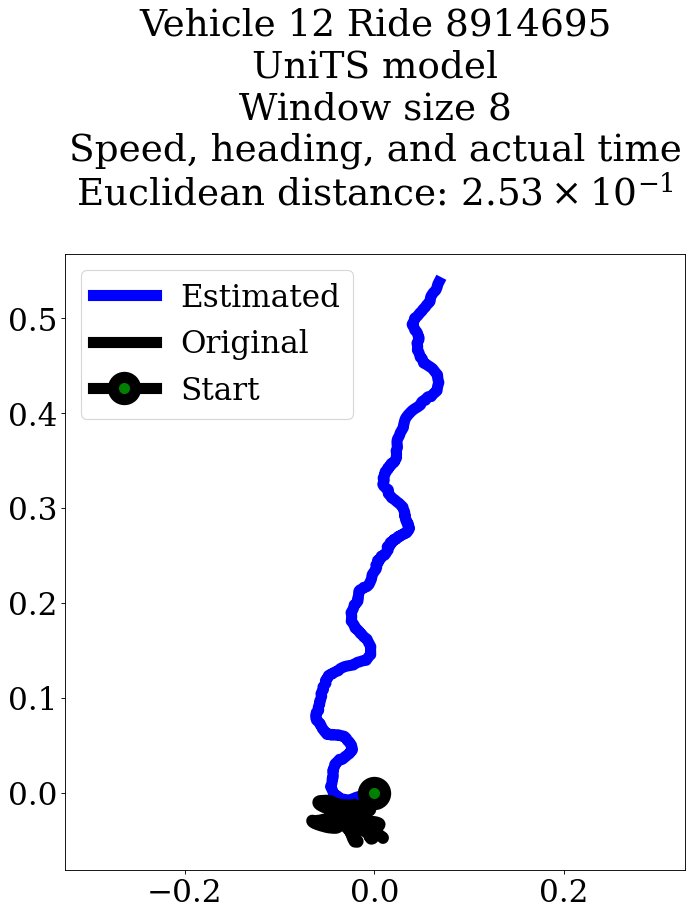 Vehicle 12 Ride 8914695
UniTS model
Window size 8
Speed, heading, and actual time
Euclidean distance: 2.53 × 10⁻¹
Estimated
Original
Start
0.5
0.4
0.3
0.2
0.1
0.0
−0.2 0.0 0.2